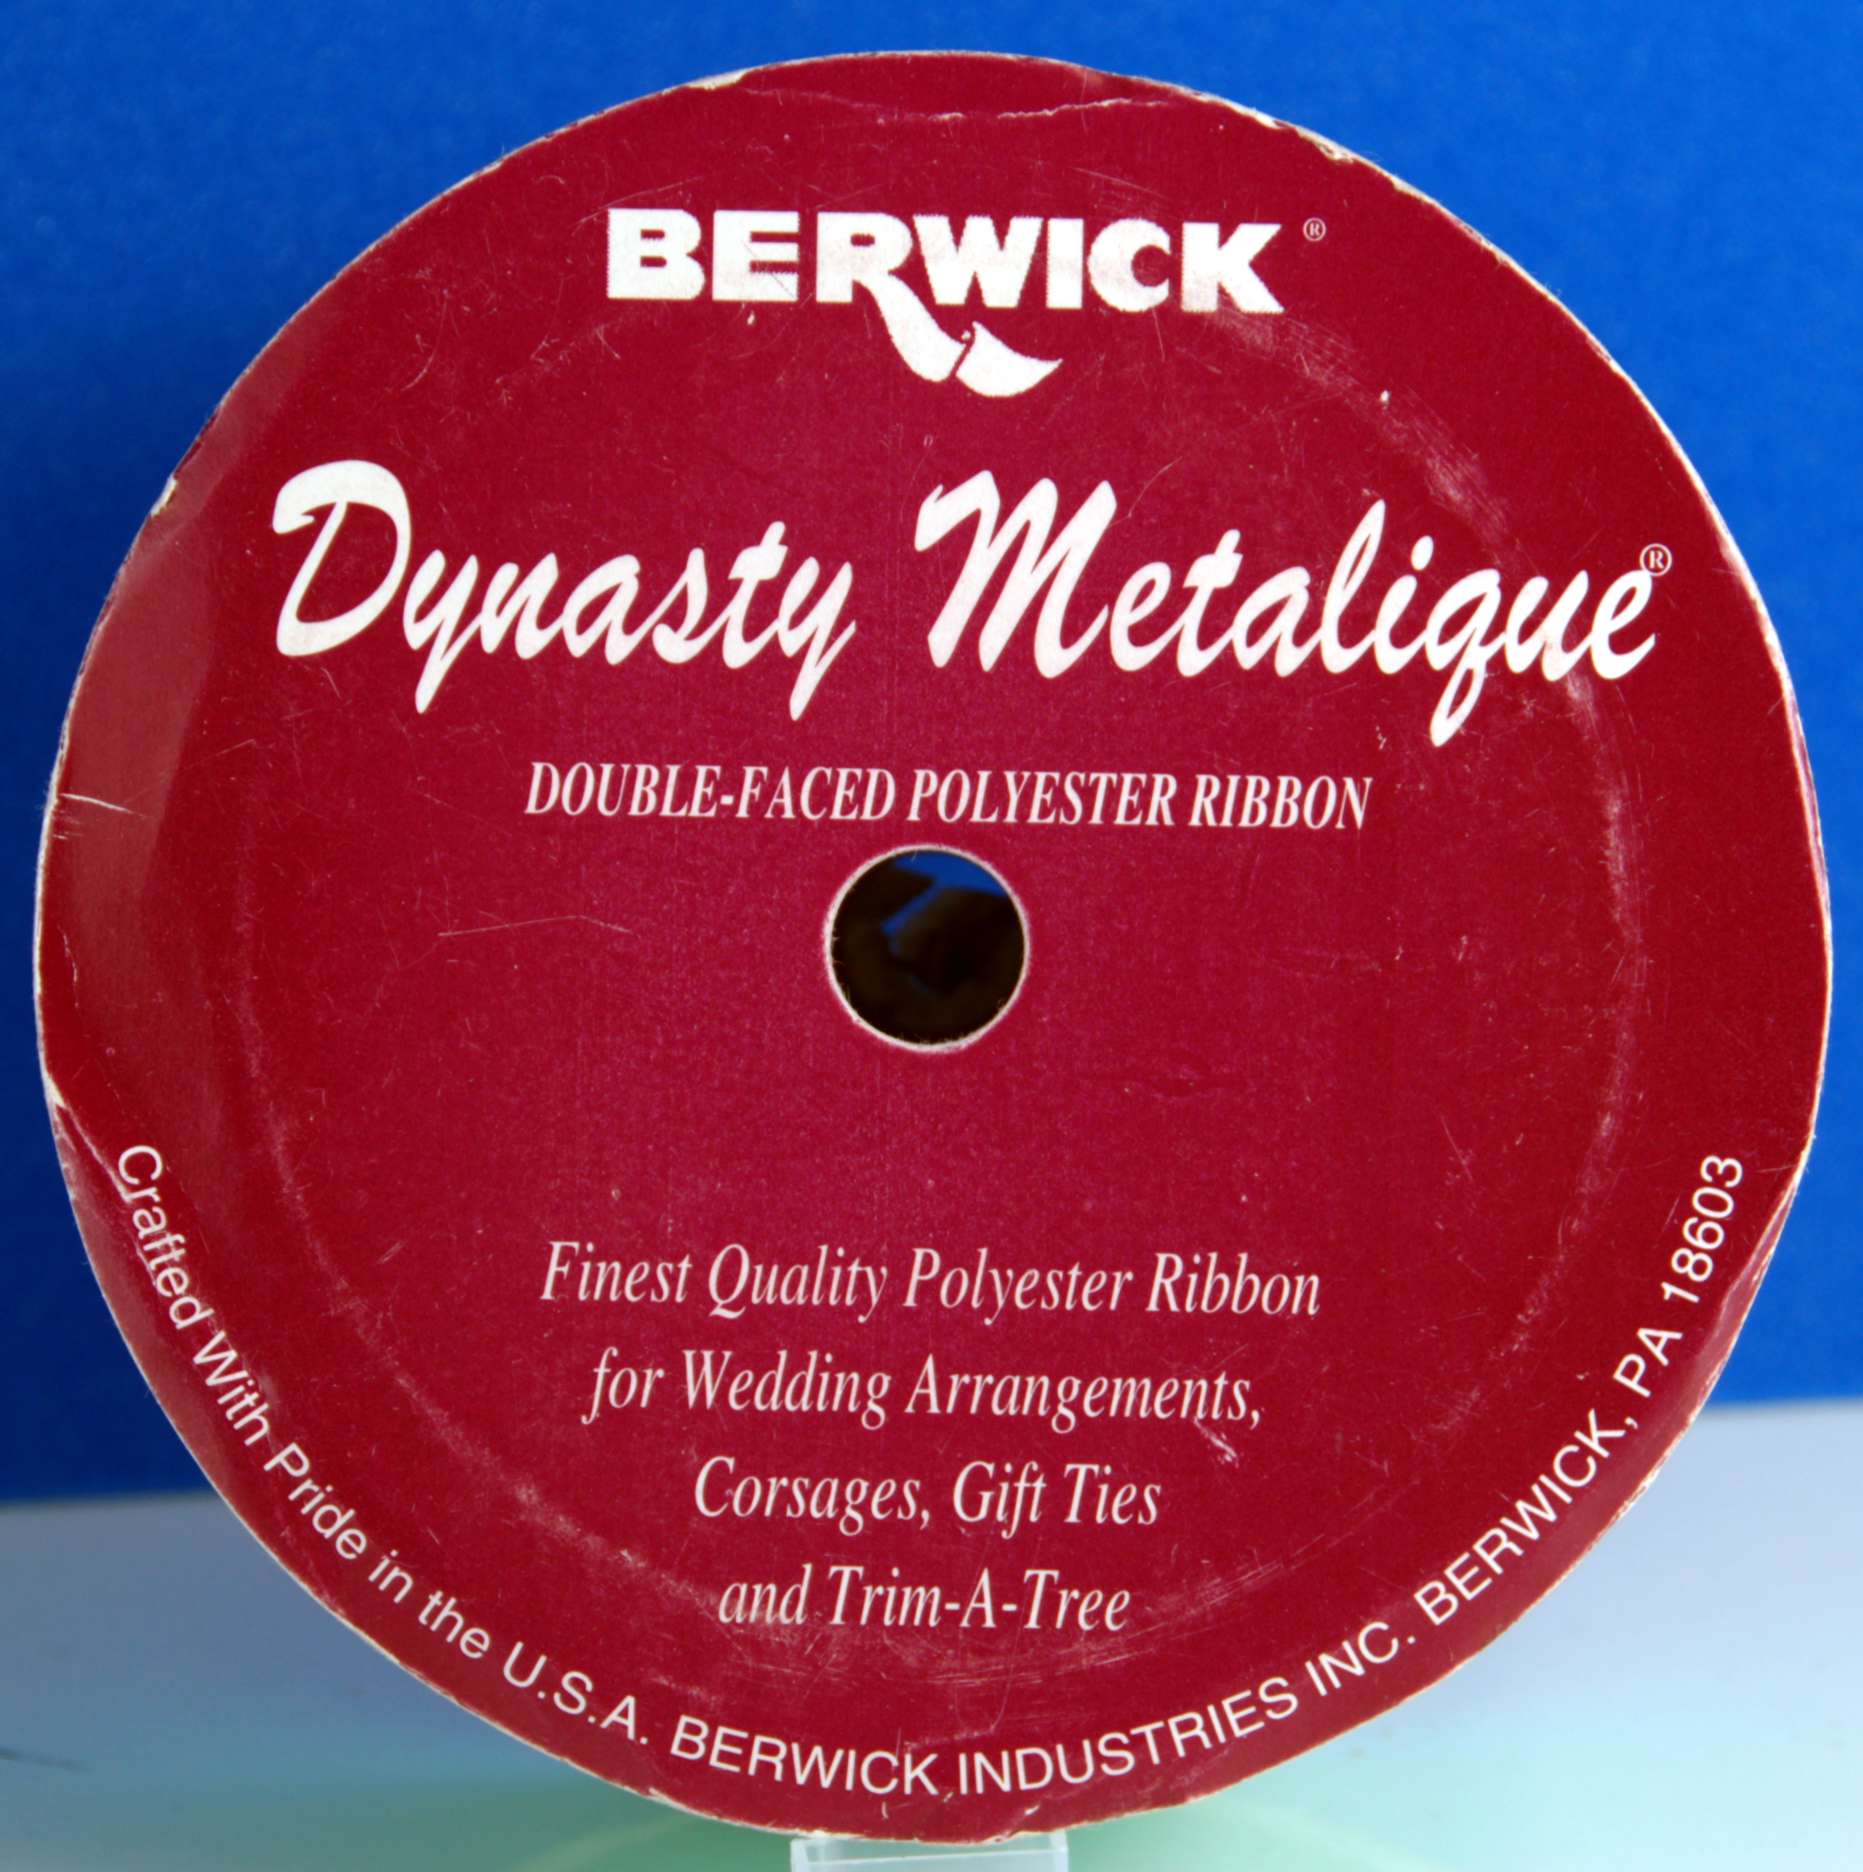 BERWICK®
Dynasty Metalique®
DOUBLE-FACED POLYESTER RIBBON
Finest Quality Polyester Ribbon
for Wedding Arrangements,
Corsages, Gift Ties
and Trim-A-Tree
Crafted With Pride in the U.S.A. BERWICK INDUSTRIES INC. BERWICK, PA 18603